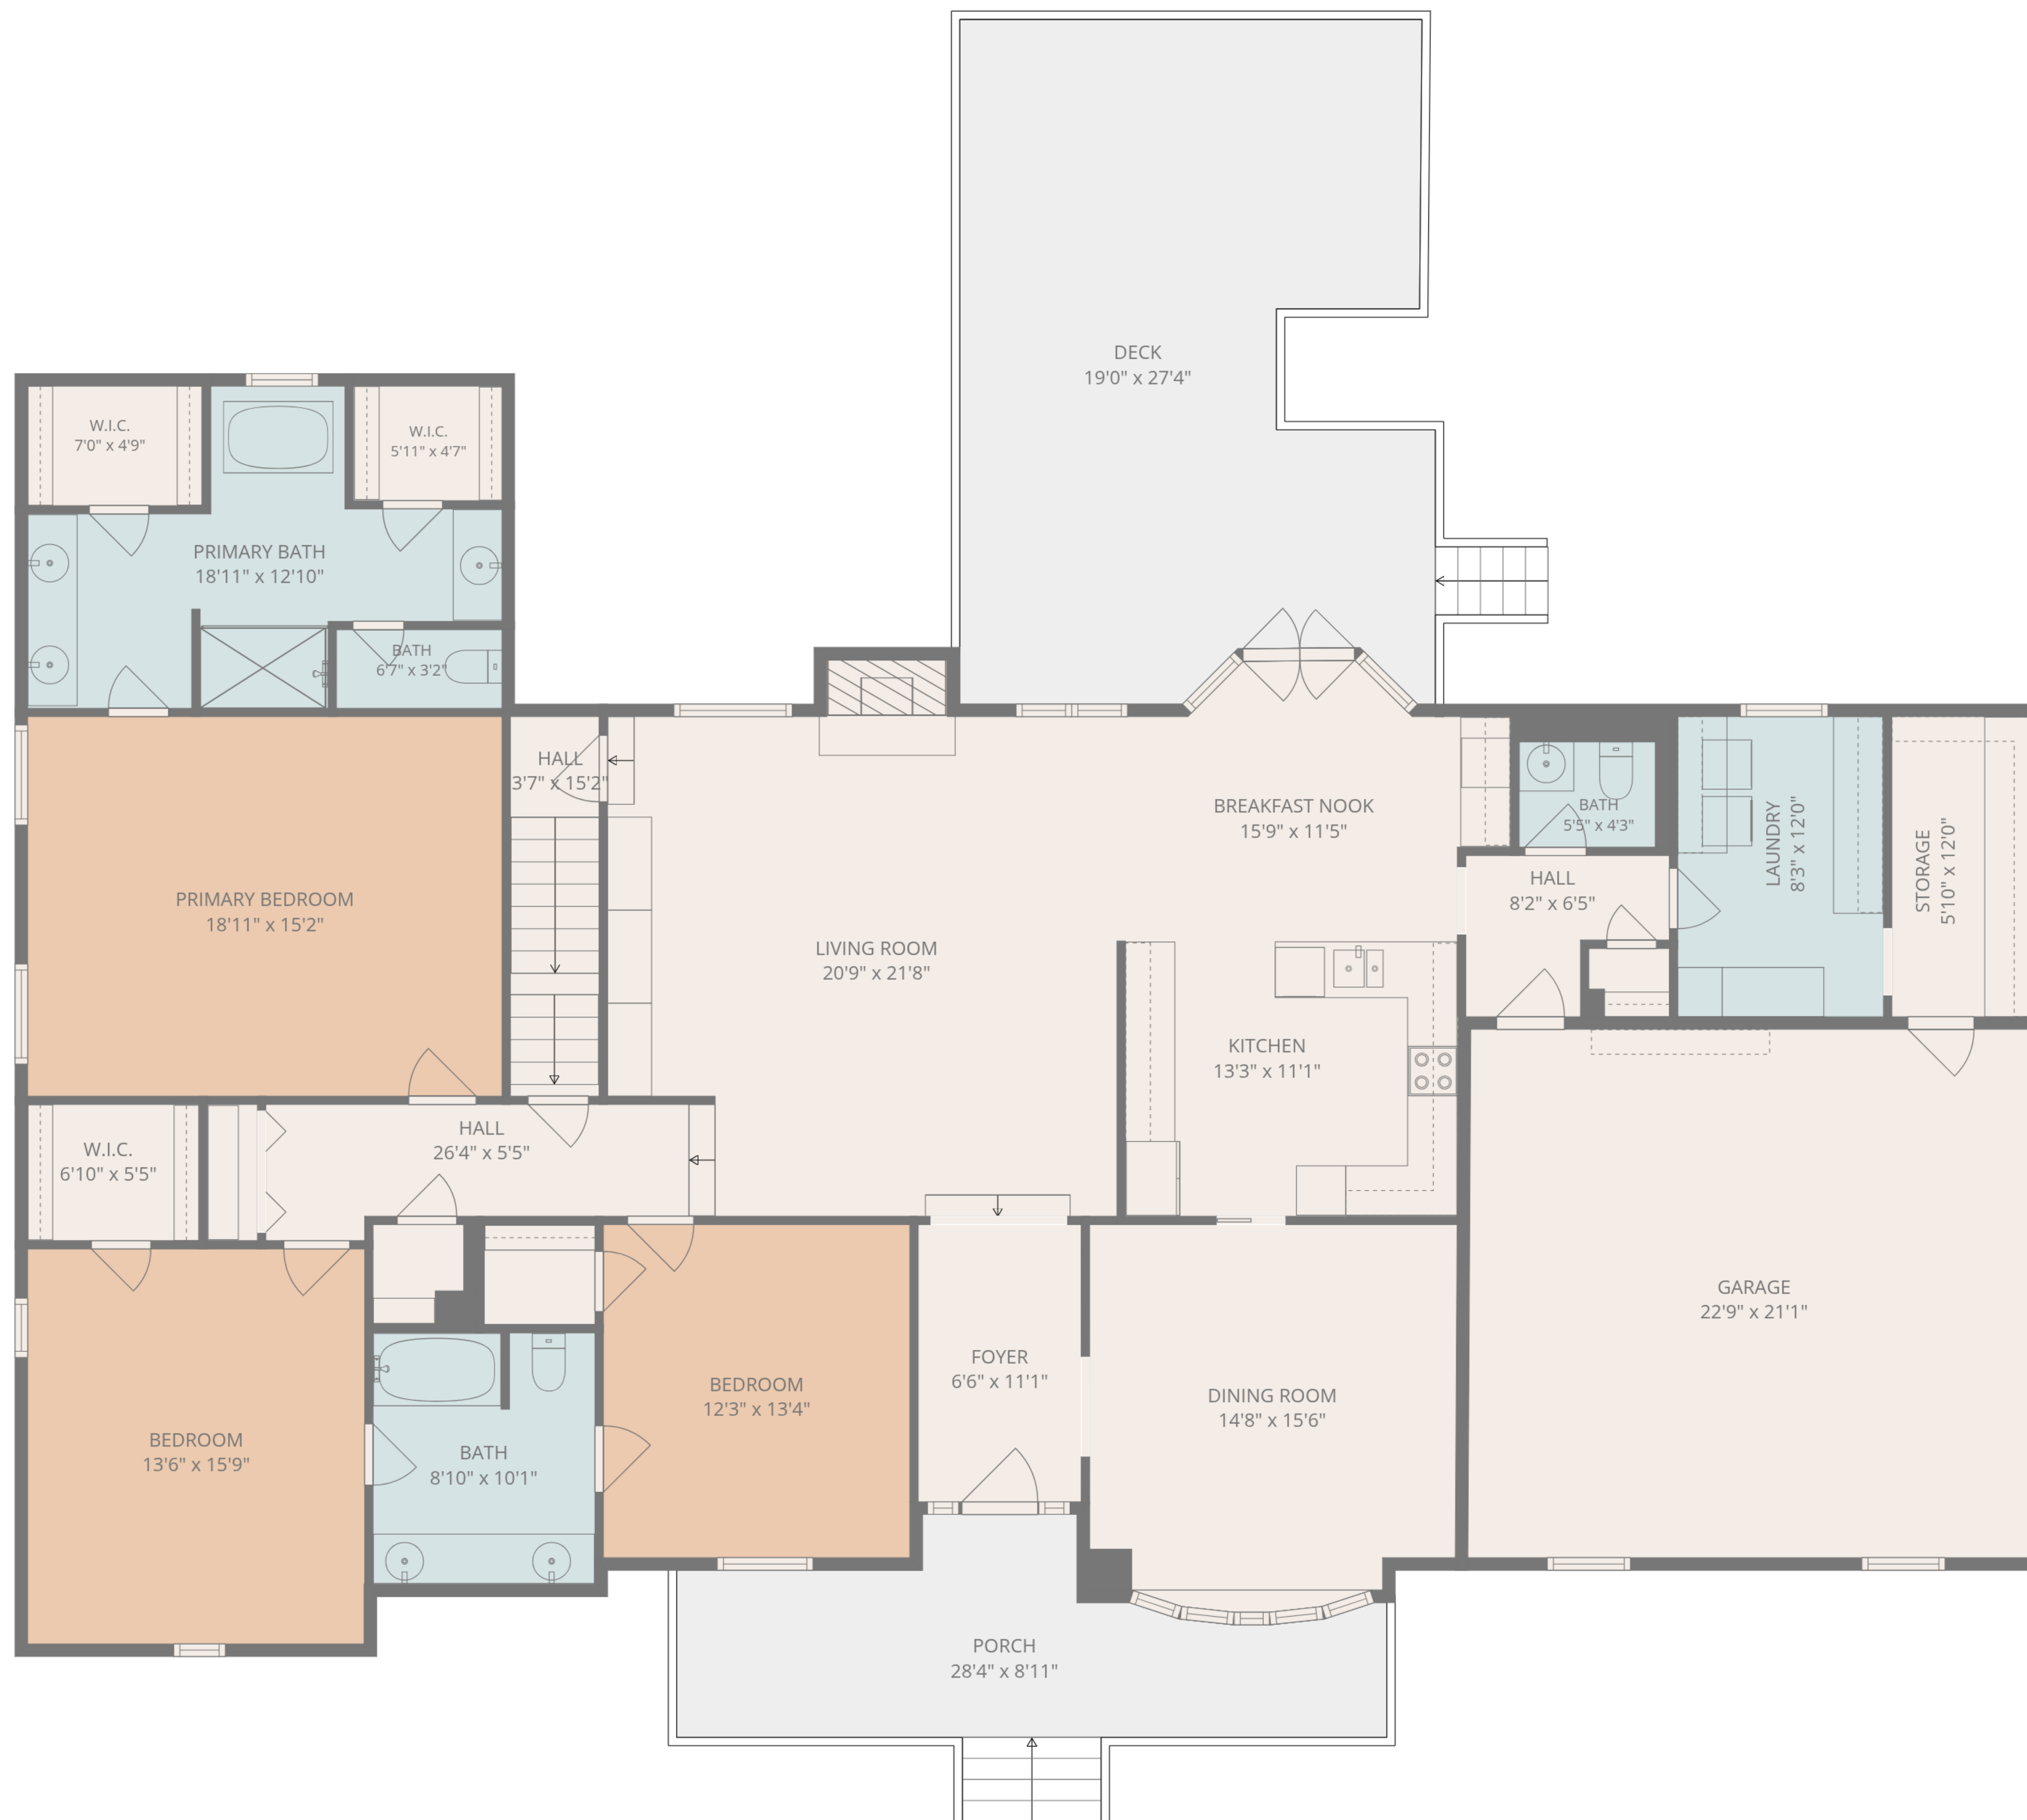 DECK
19'0" x 27'4"
W.I.C.
7'0" x 4'9"
W.I.C.
5'11" x 4'7"
PRIMARY BATH
18'11" x 12'10"
BATH
6'7" x 3'2"
HALL
3'7" x 15'2"
BREAKFAST NOOK
15'9" x 11'5"
BATH
5'5" x 4'3"
LAUNDRY
8'3" x 12'0"
STORAGE
5'10" x 12'0"
PRIMARY BEDROOM
18'11" x 15'2"
HALL
8'2" x 6'5"
LIVING ROOM
20'9" x 21'8"
KITCHEN
13'3" x 11'1"
HALL
26'4" x 5'5"
W.I.C.
6'10" x 5'5"
GARAGE
22'9" x 21'1"
FOYER
6'6" x 11'1"
BEDROOM
12'3" x 13'4"
DINING ROOM
14'8" x 15'6"
BEDROOM
13'6" x 15'9"
BATH
8'10" x 10'1"
PORCH
28'4" x 8'11"